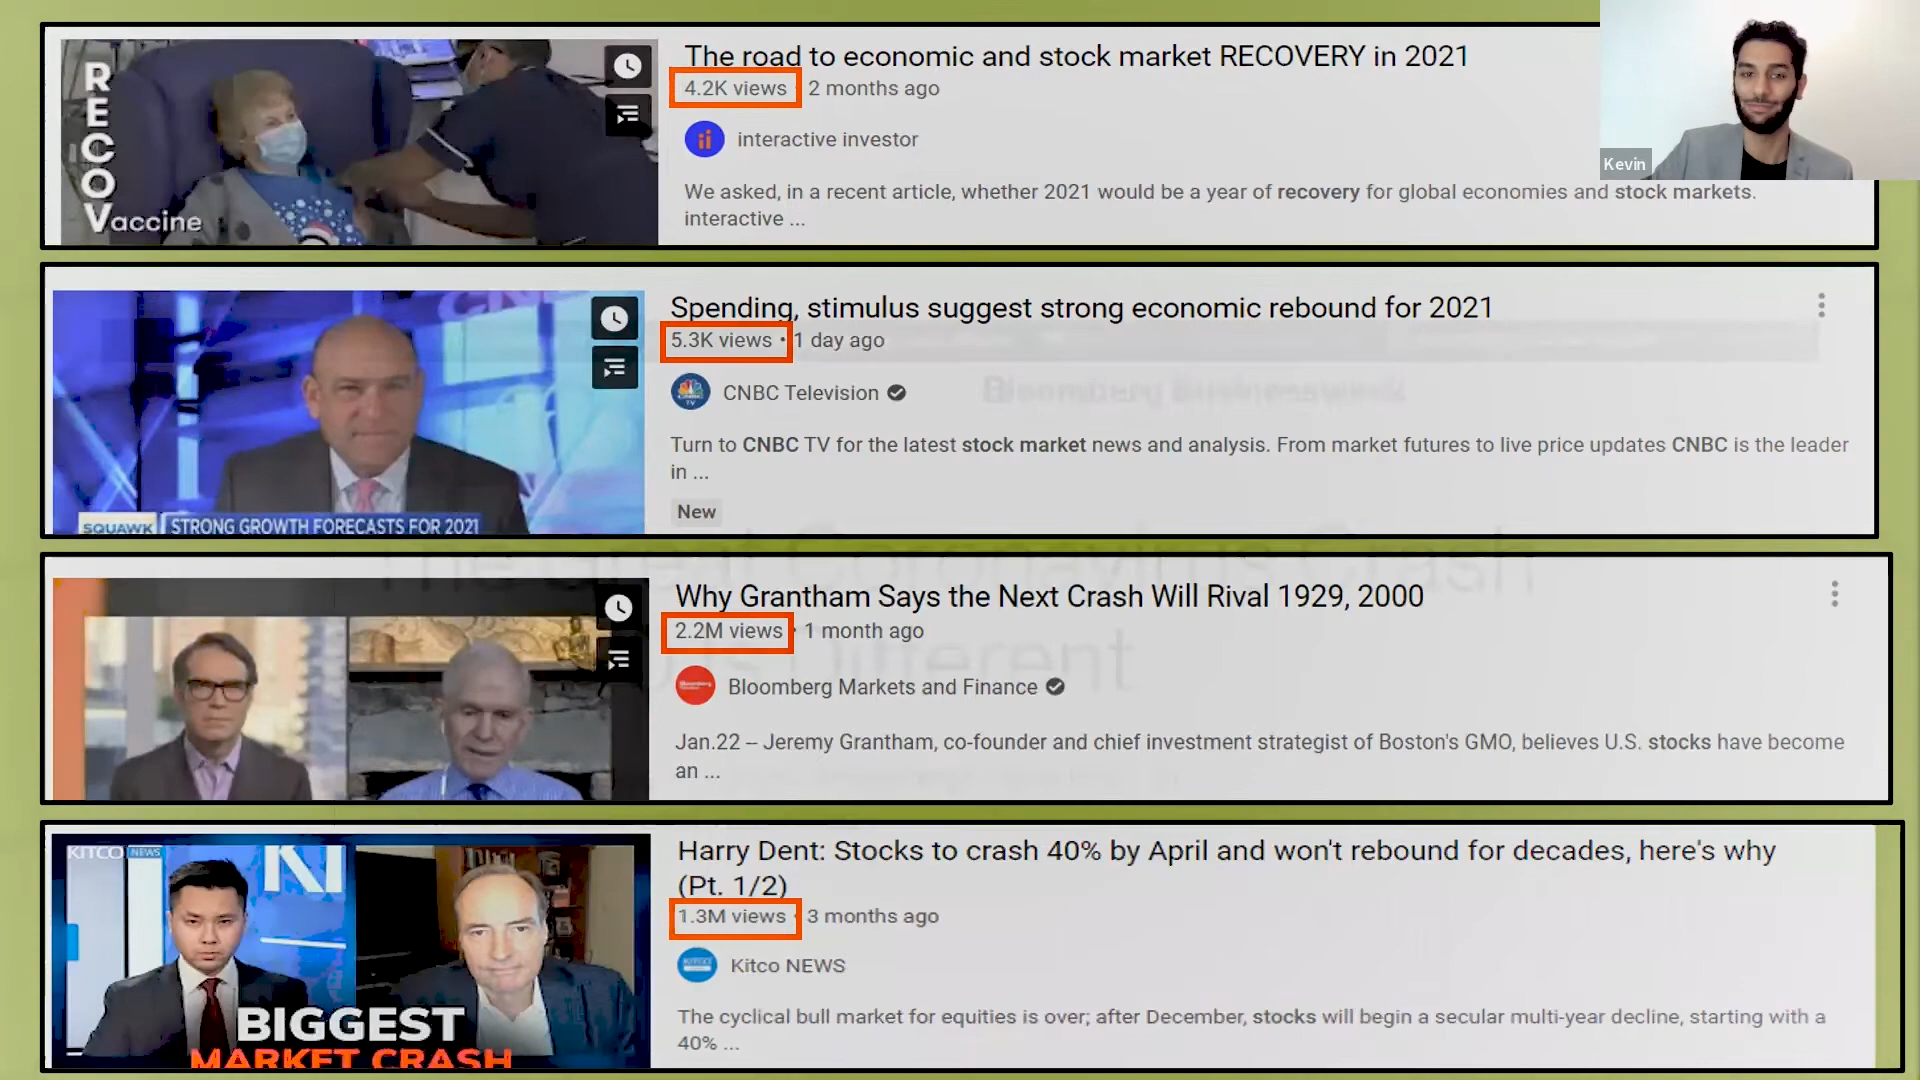 RECOV
Vaccine
The road to economic and stock market RECOVERY in 2021
4.2K views 2 months ago
interactive investor
We asked, in a recent article, whether 2021 would be a year of recovery for global economies and stock markets.
interactive ...
Kevin
Spending, stimulus suggest strong economic rebound for 2021
5.3K views • 1 day ago
CNBC Television
Turn to CNBC TV for the latest stock market news and analysis. From market futures to live price updates CNBC is the leader
in ...
New
SQUAWK STRONG GROWTH FORECASTS FOR 2021
Why Grantham Says the Next Crash Will Rival 1929, 2000
2.2M views • 1 month ago
Bloomberg Markets and Finance
Jan.22 -- Jeremy Grantham, co-founder and chief investment strategist of Boston's GMO, believes U.S. stocks have become
an ...
KITCO NEWS
BIGGEST
MARKET CRASH
Harry Dent: Stocks to crash 40% by April and won't rebound for decades, here's why
(Pt. 1/2)
1.3M views • 3 months ago
Kitco NEWS
The cyclical bull market for equities is over; after December, stocks will begin a secular multi-year decline, starting with a
40% ...